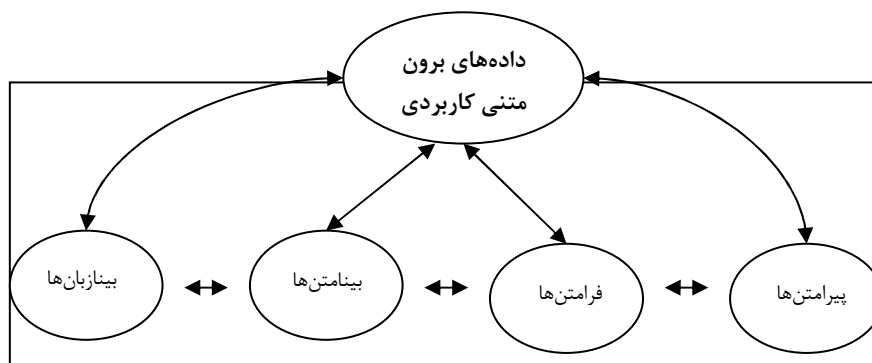 داده‌های برون
متنی کاربردی
پیرامتن‌ها
فرامتن‌ها
بینامتن‌ها
بینازبان‌ها